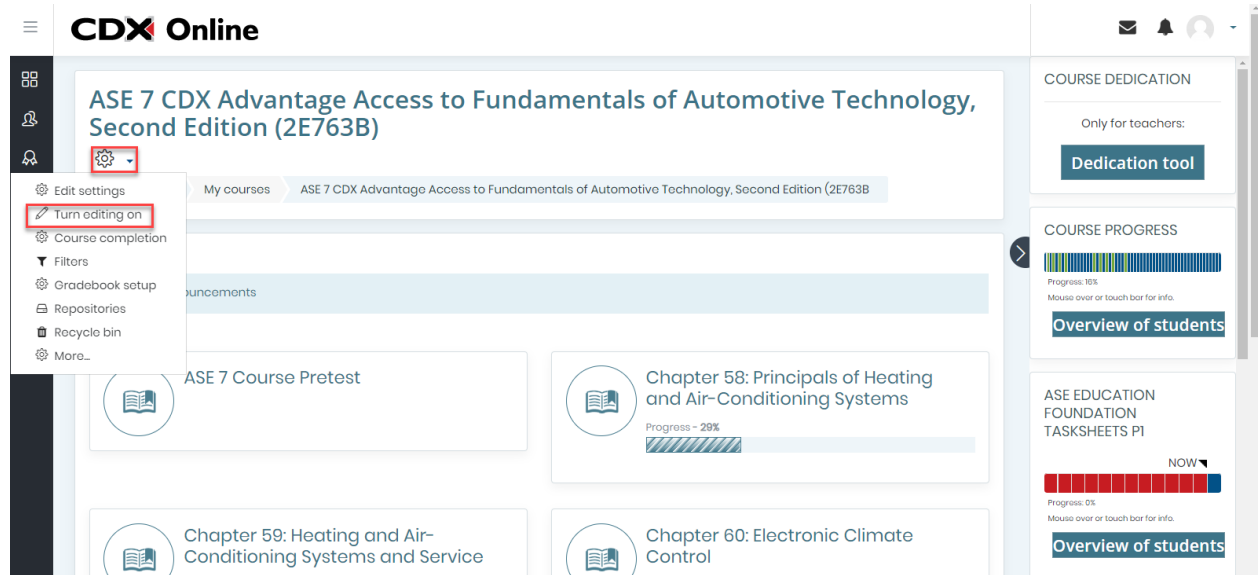 CDX Online
ASE 7 CDX Advantage Access to Fundamentals of Automotive Technology,
Second Edition (2E763B)
My courses
ASE 7 CDX Advantage Access to Fundamentals of Automotive Technology, Second Edition (2E763B
Edit settings
Turn editing on
Course completion
Filters
Gradebook setup
Repositories
Recycle bin
More...
ouncements
ASE 7 Course Pretest
Chapter 58: Principals of Heating
and Air-Conditioning Systems
Progress - 29%
Chapter 59: Heating and Air-
Conditioning Systems and Service
Chapter 60: Electronic Climate
Control
COURSE DEDICATION
Only for teachers:
Dedication tool
COURSE PROGRESS
Progress: 16%
Mouse over or touch bar for info.
Overview of students
ASE EDUCATION
FOUNDATION
TASKSHEETS P1
NOW
Progress: 0%
Mouse over or touch bar for info.
Overview of students